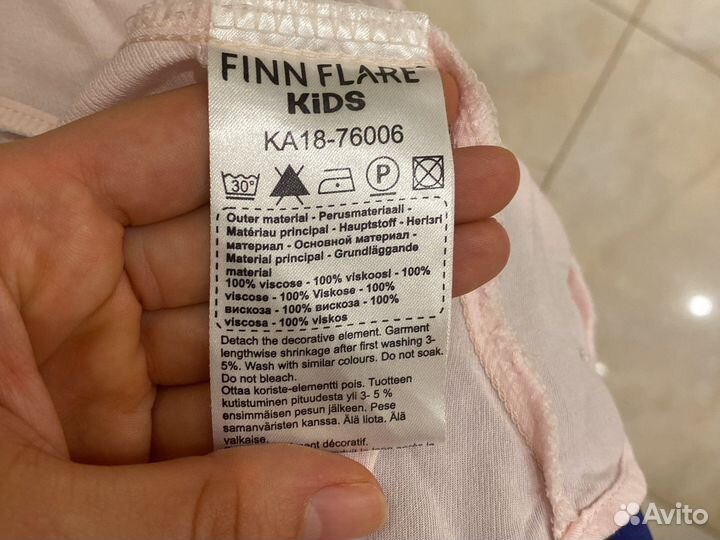 FINN FLARE
KiDS
KA18-76006
30°
P
Outer material - Perusmateriaali -
Matériau principal - Hauptstoff - Негізгі
материал - Основной материал -
Material principal - Grundläggande
material
100% viscose - 100% viskoosi - 100%
viscose - 100% Viskose - 100%
вискоза - 100% вискоза - 100%
viscosa - 100% viskos
Detach the decorative element. Garment
lengthwise shrinkage after first washing 3-
5%. Wash with similar colours. Do not soak.
Do not bleach.
Ottaa koriste-elementti pois. Tuotteen
kutistuminen pituudesta yli 3- 5 %
ensimmäisen pesun jälkeen. Pese
samanväristen kanssa. Älä liota. Älä
valkaise.
décoratif.
Avito